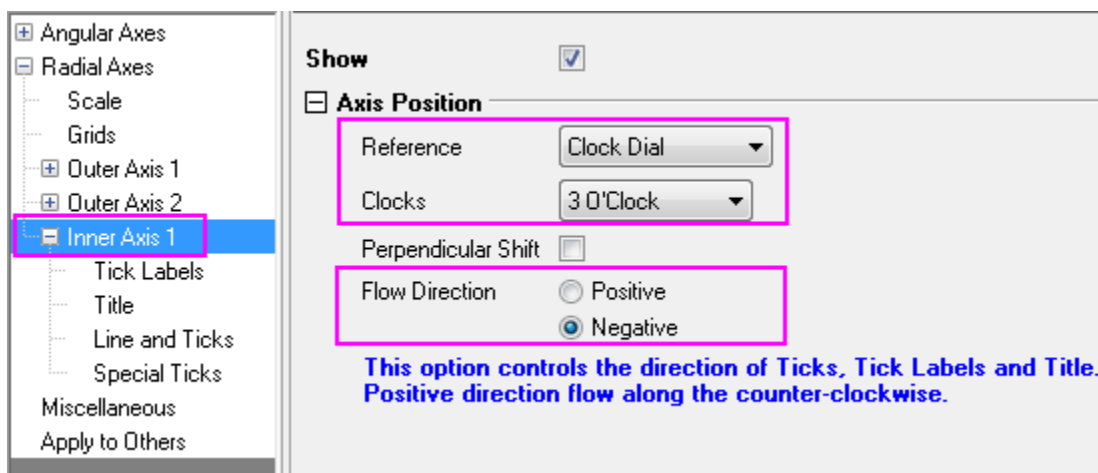 Angular Axes
Radial Axes
Scale
Grids
Outer Axis 1
Outer Axis 2
Inner Axis 1
Tick Labels
Title
Line and Ticks
Special Ticks
Miscellaneous
Apply to Others
Show
Axis Position
Reference Clock Dial
Clocks 3 O'Clock
Perpendicular Shift
Flow Direction Positive
Negative
This option controls the direction of Ticks, Tick Labels and Title.
Positive direction flow along the counter-clockwise.